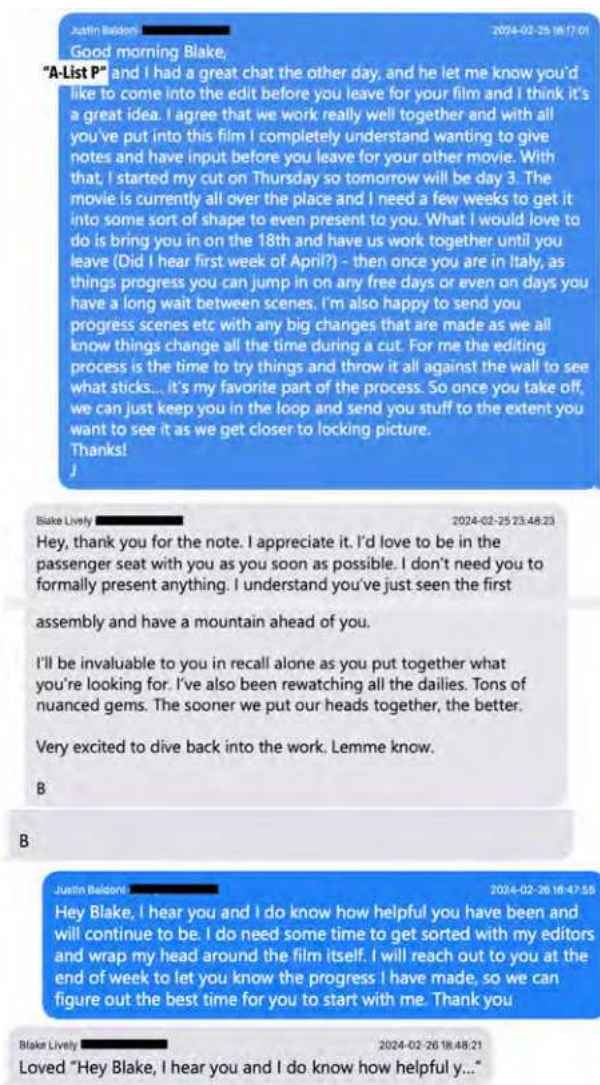 Justin Baldoni 2024-02-25 16:17:01
Good morning Blake,
"A-List P" and I had a great chat the other day, and he let me know you'd
like to come into the edit before you leave for your film and I think it's
a great idea. I agree that we work really well together and with all
you've put into this film I completely understand wanting to give
notes and have input before you leave for your other movie. With
that, I started my cut on Thursday so tomorrow will be day 3. The
movie is currently all over the place and I need a few weeks to get it
into some sort of shape to even present to you. What I would love to
do is bring you in on the 18th and have us work together until you
leave (Did I hear first week of April?) - then once you are in Italy, as
things progress you can jump in on any free days or even on days you
have a long wait between scenes. I'm also happy to send you
progress scenes etc with any big changes that are made as we all
know things change all the time during a cut. For me the editing
process is the time to try things and throw it all against the wall to see
what sticks... it's my favorite part of the process. So once you take off,
we can just keep you in the loop and send you stuff to the extent you
want to see it as we get closer to locking picture.
Thanks!
J
Blake Lively 2024-02-25 23:48:23
Hey, thank you for the note. I appreciate it. I'd love to be in the
passenger seat with you as you soon as possible. I don't need you to
formally present anything. I understand you've just seen the first
assembly and have a mountain ahead of you.
I'll be invaluable to you in recall alone as you put together what
you're looking for. I've also been rewatching all the dailies. Tons of
nuanced gems. The sooner we put our heads together, the better.
Very excited to dive back into the work. Lemme know.
B
B
Justin Baldoni 2024-02-26 18:47:55
Hey Blake, I hear you and I do know how helpful you have been and
will continue to be. I do need some time to get sorted with my editors
and wrap my head around the film itself. I will reach out to you at the
end of week to let you know the progress I have made, so we can
figure out the best time for you to start with me. Thank you
Blake Lively 2024-02-26 18:48:21
Loved "Hey Blake, I hear you and I do know how helpful y..."